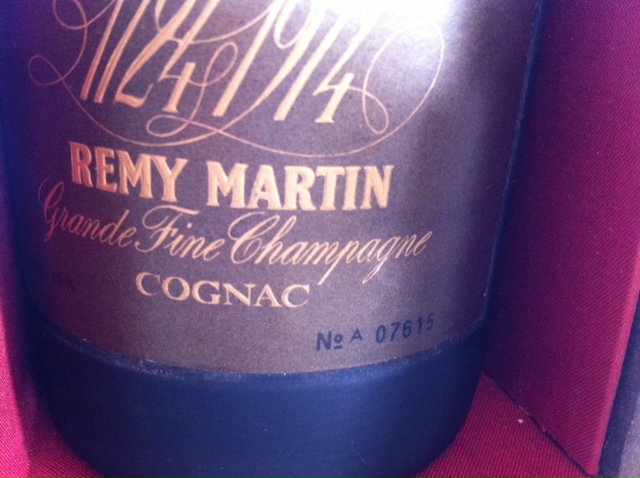 1724 1974
REMY MARTIN
Grande Fine Champagne
COGNAC
№ A 07615